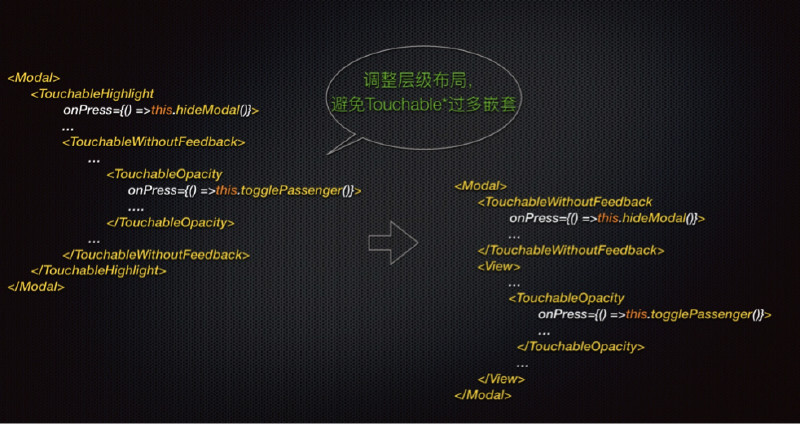 调整层级布局，
避免Touchable*过多嵌套
<Modal>
<TouchableHighlight
onPress={() =>this.hideModal()}>
...
<TouchableWithoutFeedback>
...
<TouchableOpacity
onPress={() =>this.togglePassenger()}>
....
</TouchableOpacity>
...
</TouchableWithoutFeedback>
</TouchableHighlight>
</Modal>
<Modal>
<TouchableWithoutFeedback
onPress={() =>this.hideModal()}>
...
</TouchableWithoutFeedback>
<View>
...
<TouchableOpacity
onPress={() =>this.togglePassenger()}>
...
</TouchableOpacity>
...
</View>
</Modal>